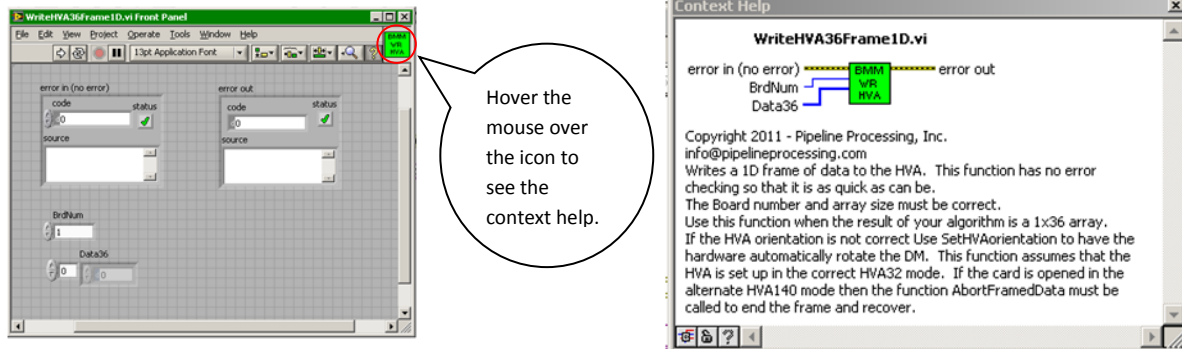 WriteHVA36Frame1D.vi Front Panel
File Edit View Project Operate Tools Window Help
13pt Application Font
BMM
WR
HVA
error in (no error)
code
status
0
source
error out
code
status
0
source
BrdNum
1
Data36
0
0
Hover the
mouse over
the icon to
see the
context help.
Context Help
WriteHVA36Frame1D.vi
error in (no error)
BrdNum
Data36
BMM
WR
HVA
error out
Copyright 2011 - Pipeline Processing, Inc.
info@pipelineprocessing.com
Writes a 1D frame of data to the HVA. This function has no error
checking so that it is as quick as can be.
The Board number and array size must be correct.
Use this function when the result of your algorithm is a 1x36 array.
If the HVA orientation is not correct Use SetHVAorientation to have the
hardware automatically rotate the DM. This function assumes that the
HVA is set up in the correct HVA32 mode. If the card is opened in the
alternate HVA140 mode then the function AbortFramedData must be
called to end the frame and recover.
?